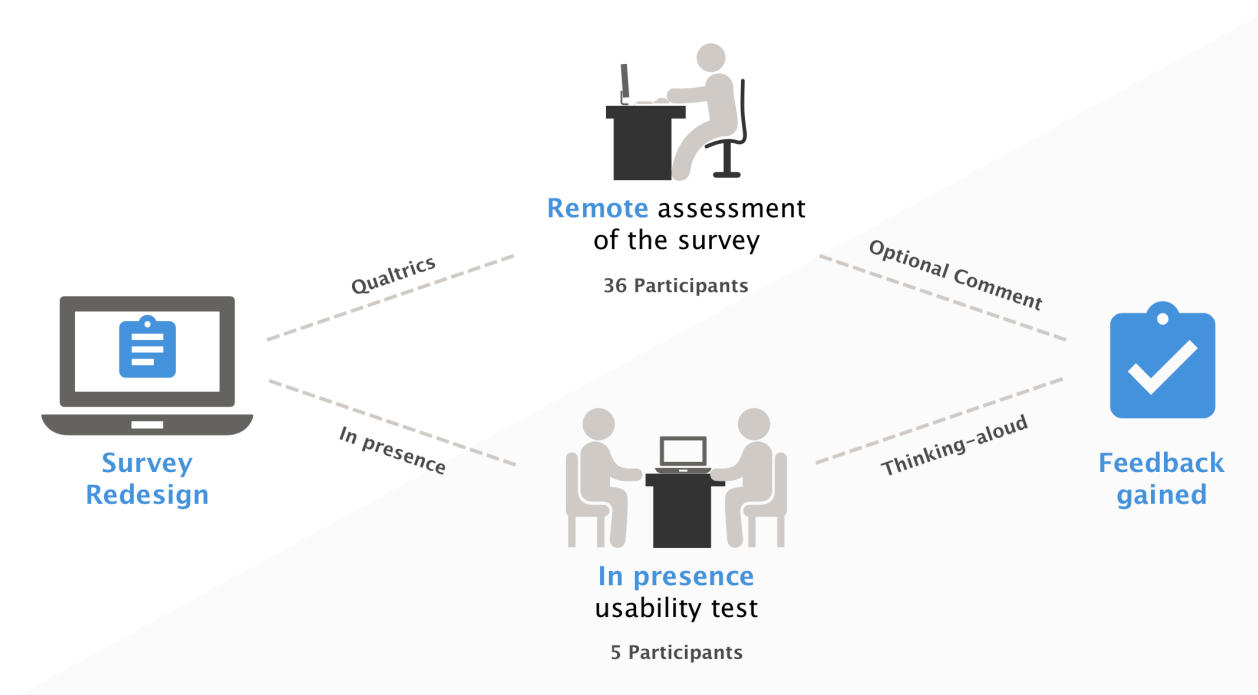 Remote assessment
of the survey
36 Participants
Qualtrics
Optional Comment
Survey
Redesign
In presence
Thinking-aloud
Feedback
gained
In presence
usability test
5 Participants